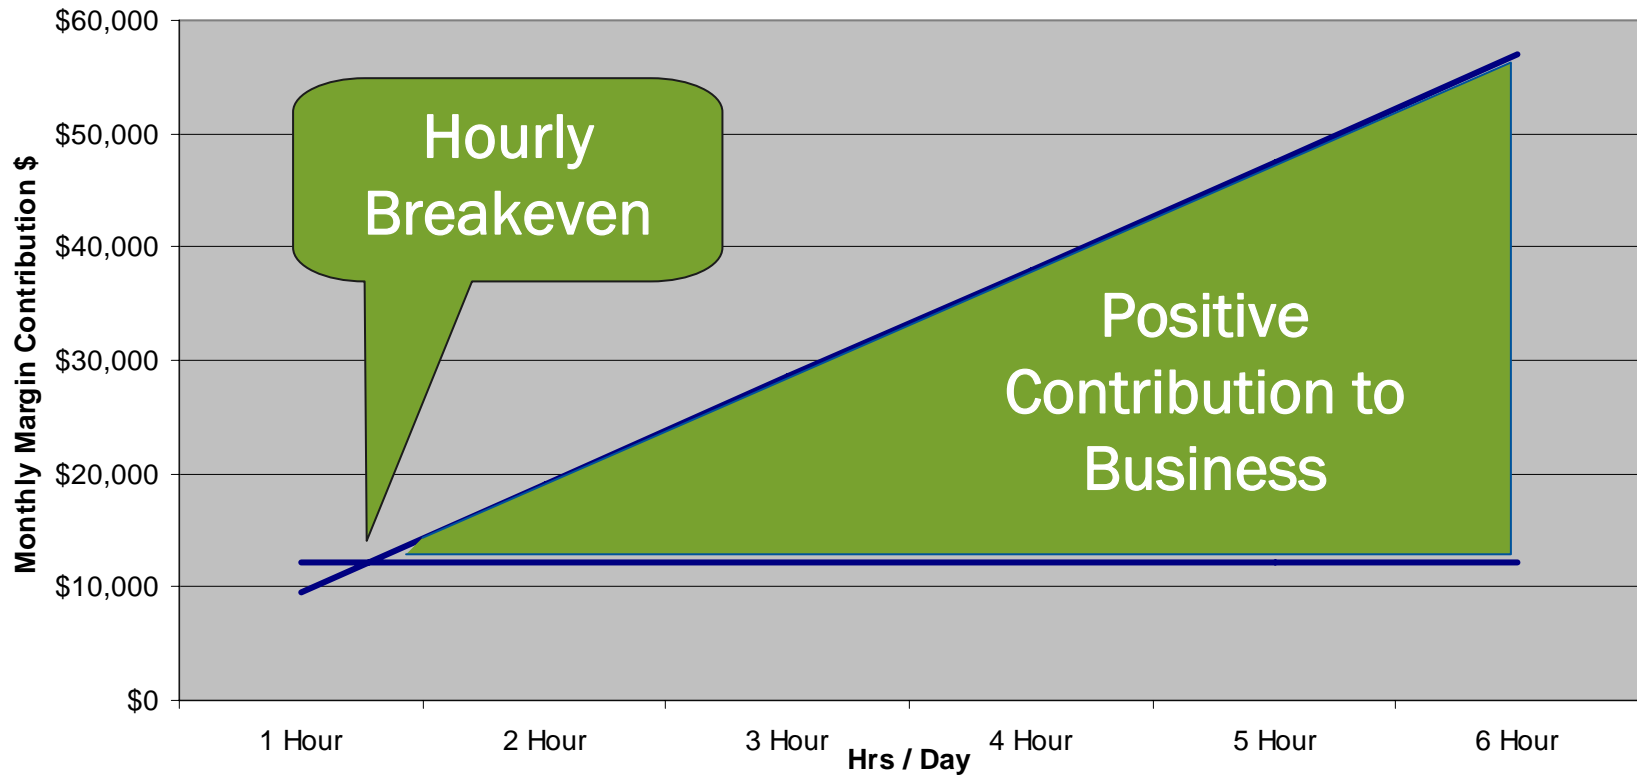 $60,000
$50,000
$40,000
$30,000
$20,000
$10,000
$0
Monthly Margin Contribution $
Hourly
Breakeven
Positive
Contribution to
Business
1 Hour
2 Hour
3 Hour
4 Hour
5 Hour
6 Hour
Hrs / Day